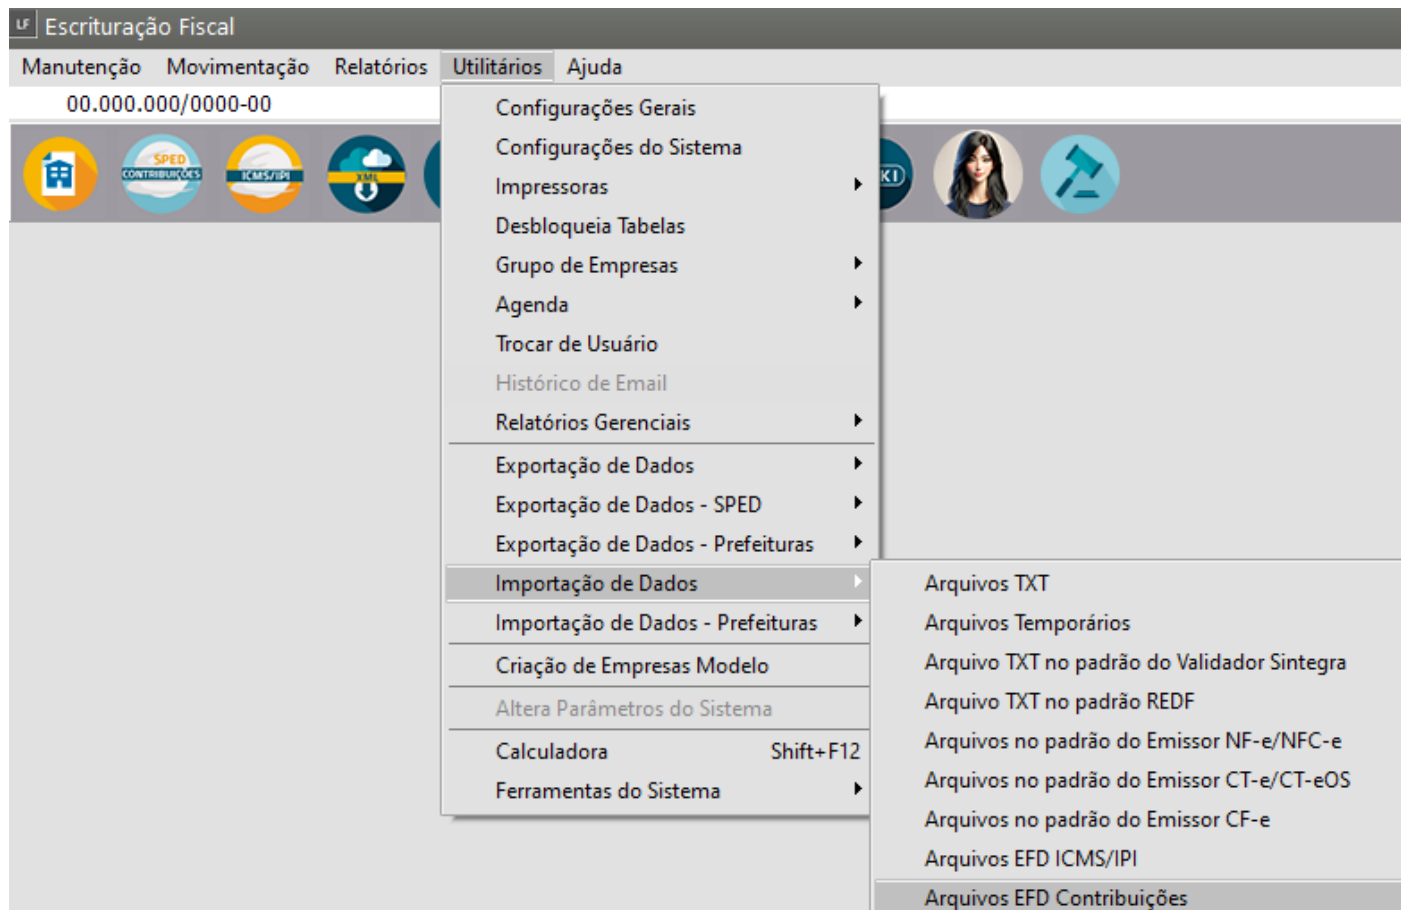 LF Escrituração Fiscal
Manutenção Movimentação Relatórios Utilitários Ajuda
00.000.000/0000-00
SPED
CONTRIBUIÇÕES
ICMS/IPI
XML
KI)
Configurações Gerais
Configurações do Sistema
Impressoras
Desbloqueia Tabelas
Grupo de Empresas
Agenda
Trocar de Usuário
Histórico de Email
Relatórios Gerenciais
Exportação de Dados
Exportação de Dados - SPED
Exportação de Dados - Prefeituras
Importação de Dados
Importação de Dados - Prefeituras
Criação de Empresas Modelo
Altera Parâmetros do Sistema
Calculadora Shift+F12
Ferramentas do Sistema
Arquivos TXT
Arquivos Temporários
Arquivo TXT no padrão do Validador Sintegra
Arquivo TXT no padrão REDF
Arquivos no padrão do Emissor NF-e/NFC-e
Arquivos no padrão do Emissor CT-e/CT-eOS
Arquivos no padrão do Emissor CF-e
Arquivos EFD ICMS/IPI
Arquivos EFD Contribuições